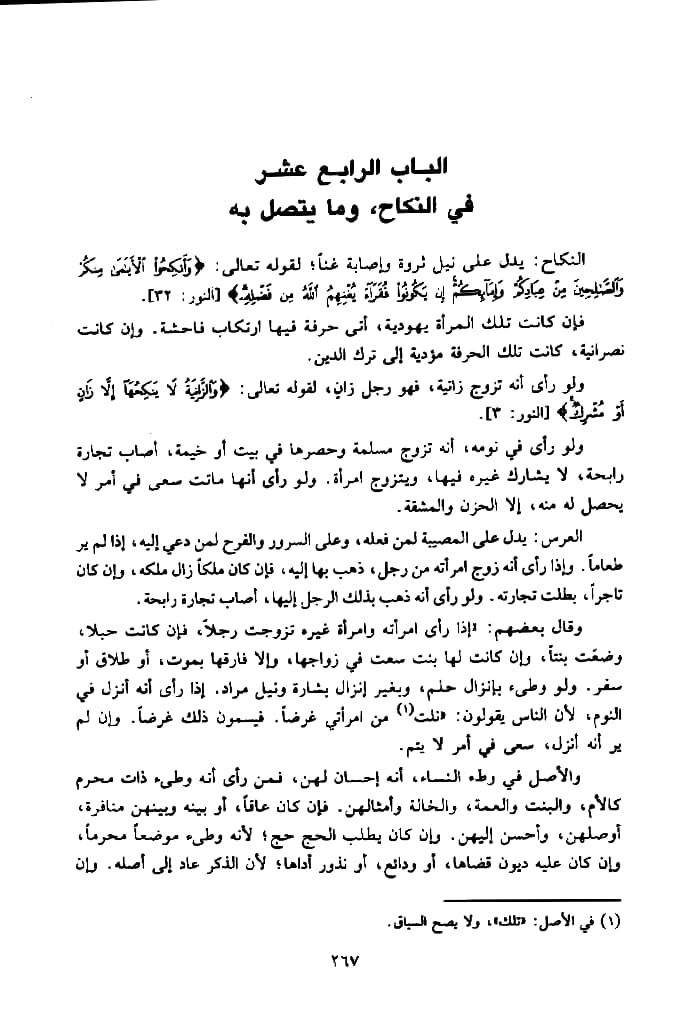 الباب الرابع عشر
في النكاح، وما يتصل به
النكاح: يدل على نيل ثروة وإصابة غناً؛ لقوله تعالى: ﴿وَأَنكِحُوا۟ ٱلْأَيَـٰمَىٰ مِنكُمْ
وَٱلصَّـٰلِحِينَ مِنْ عِبَادِكُمْ وَإِمَآئِكُمْ ۚ إِن يَكُونُوا۟ فُقَرَآءَ يُغْنِهِمُ ٱللَّهُ مِن فَضْلِهِ﴾ [النور: ٣٢].
فإن كانت تلك المرأة يهودية، أتى حرفة فيها ارتكاب فاحشة. وإن كانت
نصرانية، كانت تلك الحرفة مؤدية إلى ترك الدين.
ولو رأى أنه تزوج زانية، فهو رجل زانٍ، لقوله تعالى: ﴿وَٱلزَّانِيَةُ لَا يَنكِحُهَآ إِلَّا زَانٍ
أَوْ مُشْرِكٌ﴾ [النور: ٣].
ولو رأى في نومه، أنه تزوج مسلمة وحصرها في بيت أو خيمة، أصاب تجارة
رابحة، لا يشارك غيره فيها، ويتزوج امرأة. ولو رأى أنها ماتت سعى في أمر لا
يحصل له منه، إلا الحزن والمشقة.
العرس: يدل على المصيبة لمن فعله، وعلى السرور والفرح لمن دعي إليه، إذا لم ير
طعاماً. وإذا رأى أنه زوج امرأته من رجل، ذهب بها إليه، فإن كان ملكاً زال ملكه، وإن كان
تاجراً، بطلت تجارته. ولو رأى أنه ذهب بذلك الرجل إليها، أصاب تجارة رابحة.
وقال بعضهم: «إذا رأى امرأته وامرأة غيره تزوجت رجلاً، فإن كانت حبلا،
وضعَت بنتاً، وإن كانت لها بنت سعت في زواجها، وإلا فارقها بموت، أو طلاق أو
سفر. ولو وطىء بإنزال حلم، وبغير إنزال بشارة ونيل مراد. إذا رأى أنه أنزل في
النوم، لأن الناس يقولون: «نلت(١) من امرأتي غرضاً. فيسمون ذلك غرضاً. وإن لم
ير أنه أنزل، سعى في أمر لا يتم.
والأصل في وطء النساء، أنه إحسان لهن، فمن رأى أنه وطىء ذات محرم
كالأم، والبنت والعمة، والخالة وأمثالهن. فإن كان عاقاً، أو بينه وبينهن منافرة،
أوصلهن، وأحسن إليهن. وإن كان يطلب الحج حج؛ لأنه وطىء موضعاً محرماً،
وإن كان عليه ديون قضاها، أو ودائع، أو نذور أداها؛ لأن الذكر عاد إلى أصله. وإن
(١) في الأصل: «تلك»، ولا يصح السياق.
٢٦٧